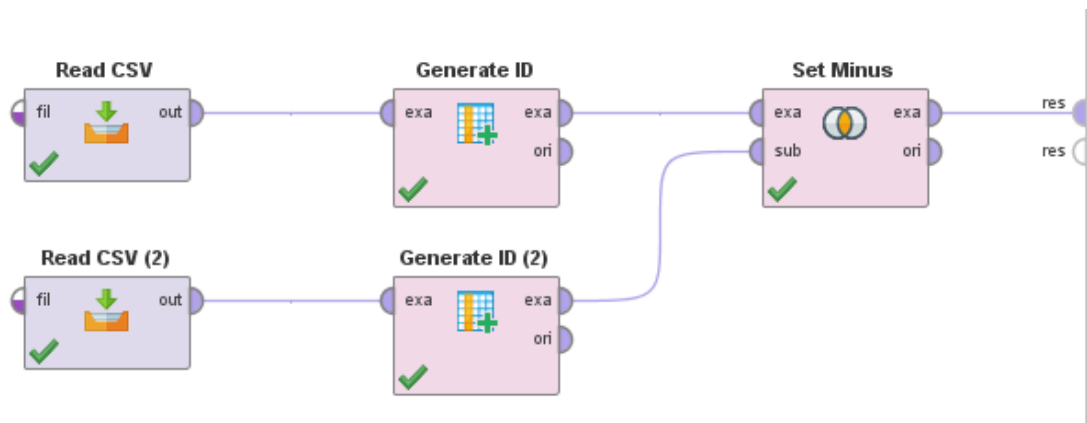 Read CSV
fil
out
Generate ID
exa
exa
ori
Set Minus
exa
exa
sub
ori
res
res
Read CSV (2)
fil
out
Generate ID (2)
exa
exa
ori